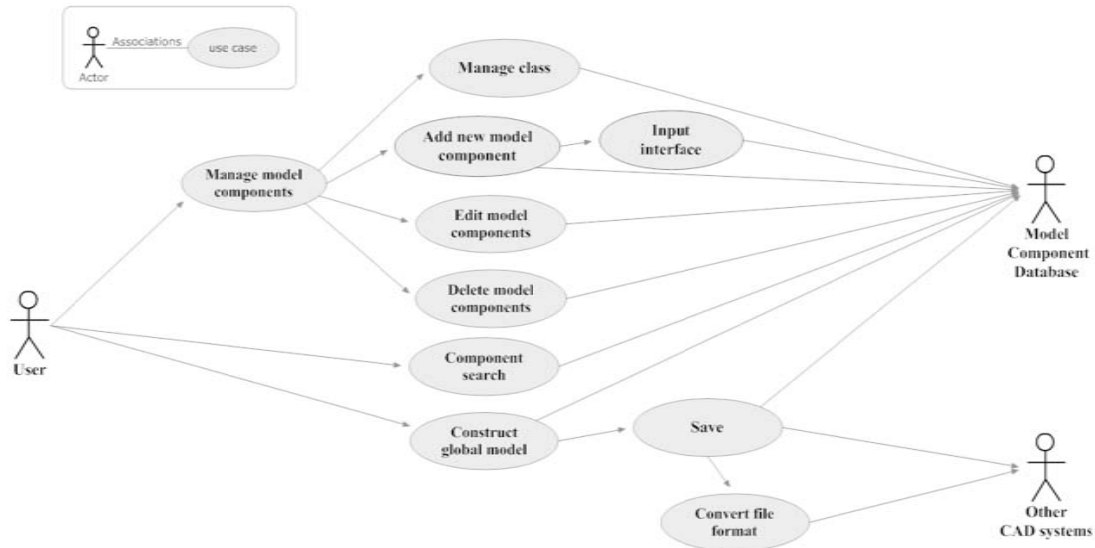 Associations
use case
Actor
Manage class
Add new model
component
Input
interface
Manage model
components
Edit model
components
Model
Component
Database
Delete model
components
User
Component
search
Construct
global model
Save
Convert file
format
Other
CAD systems